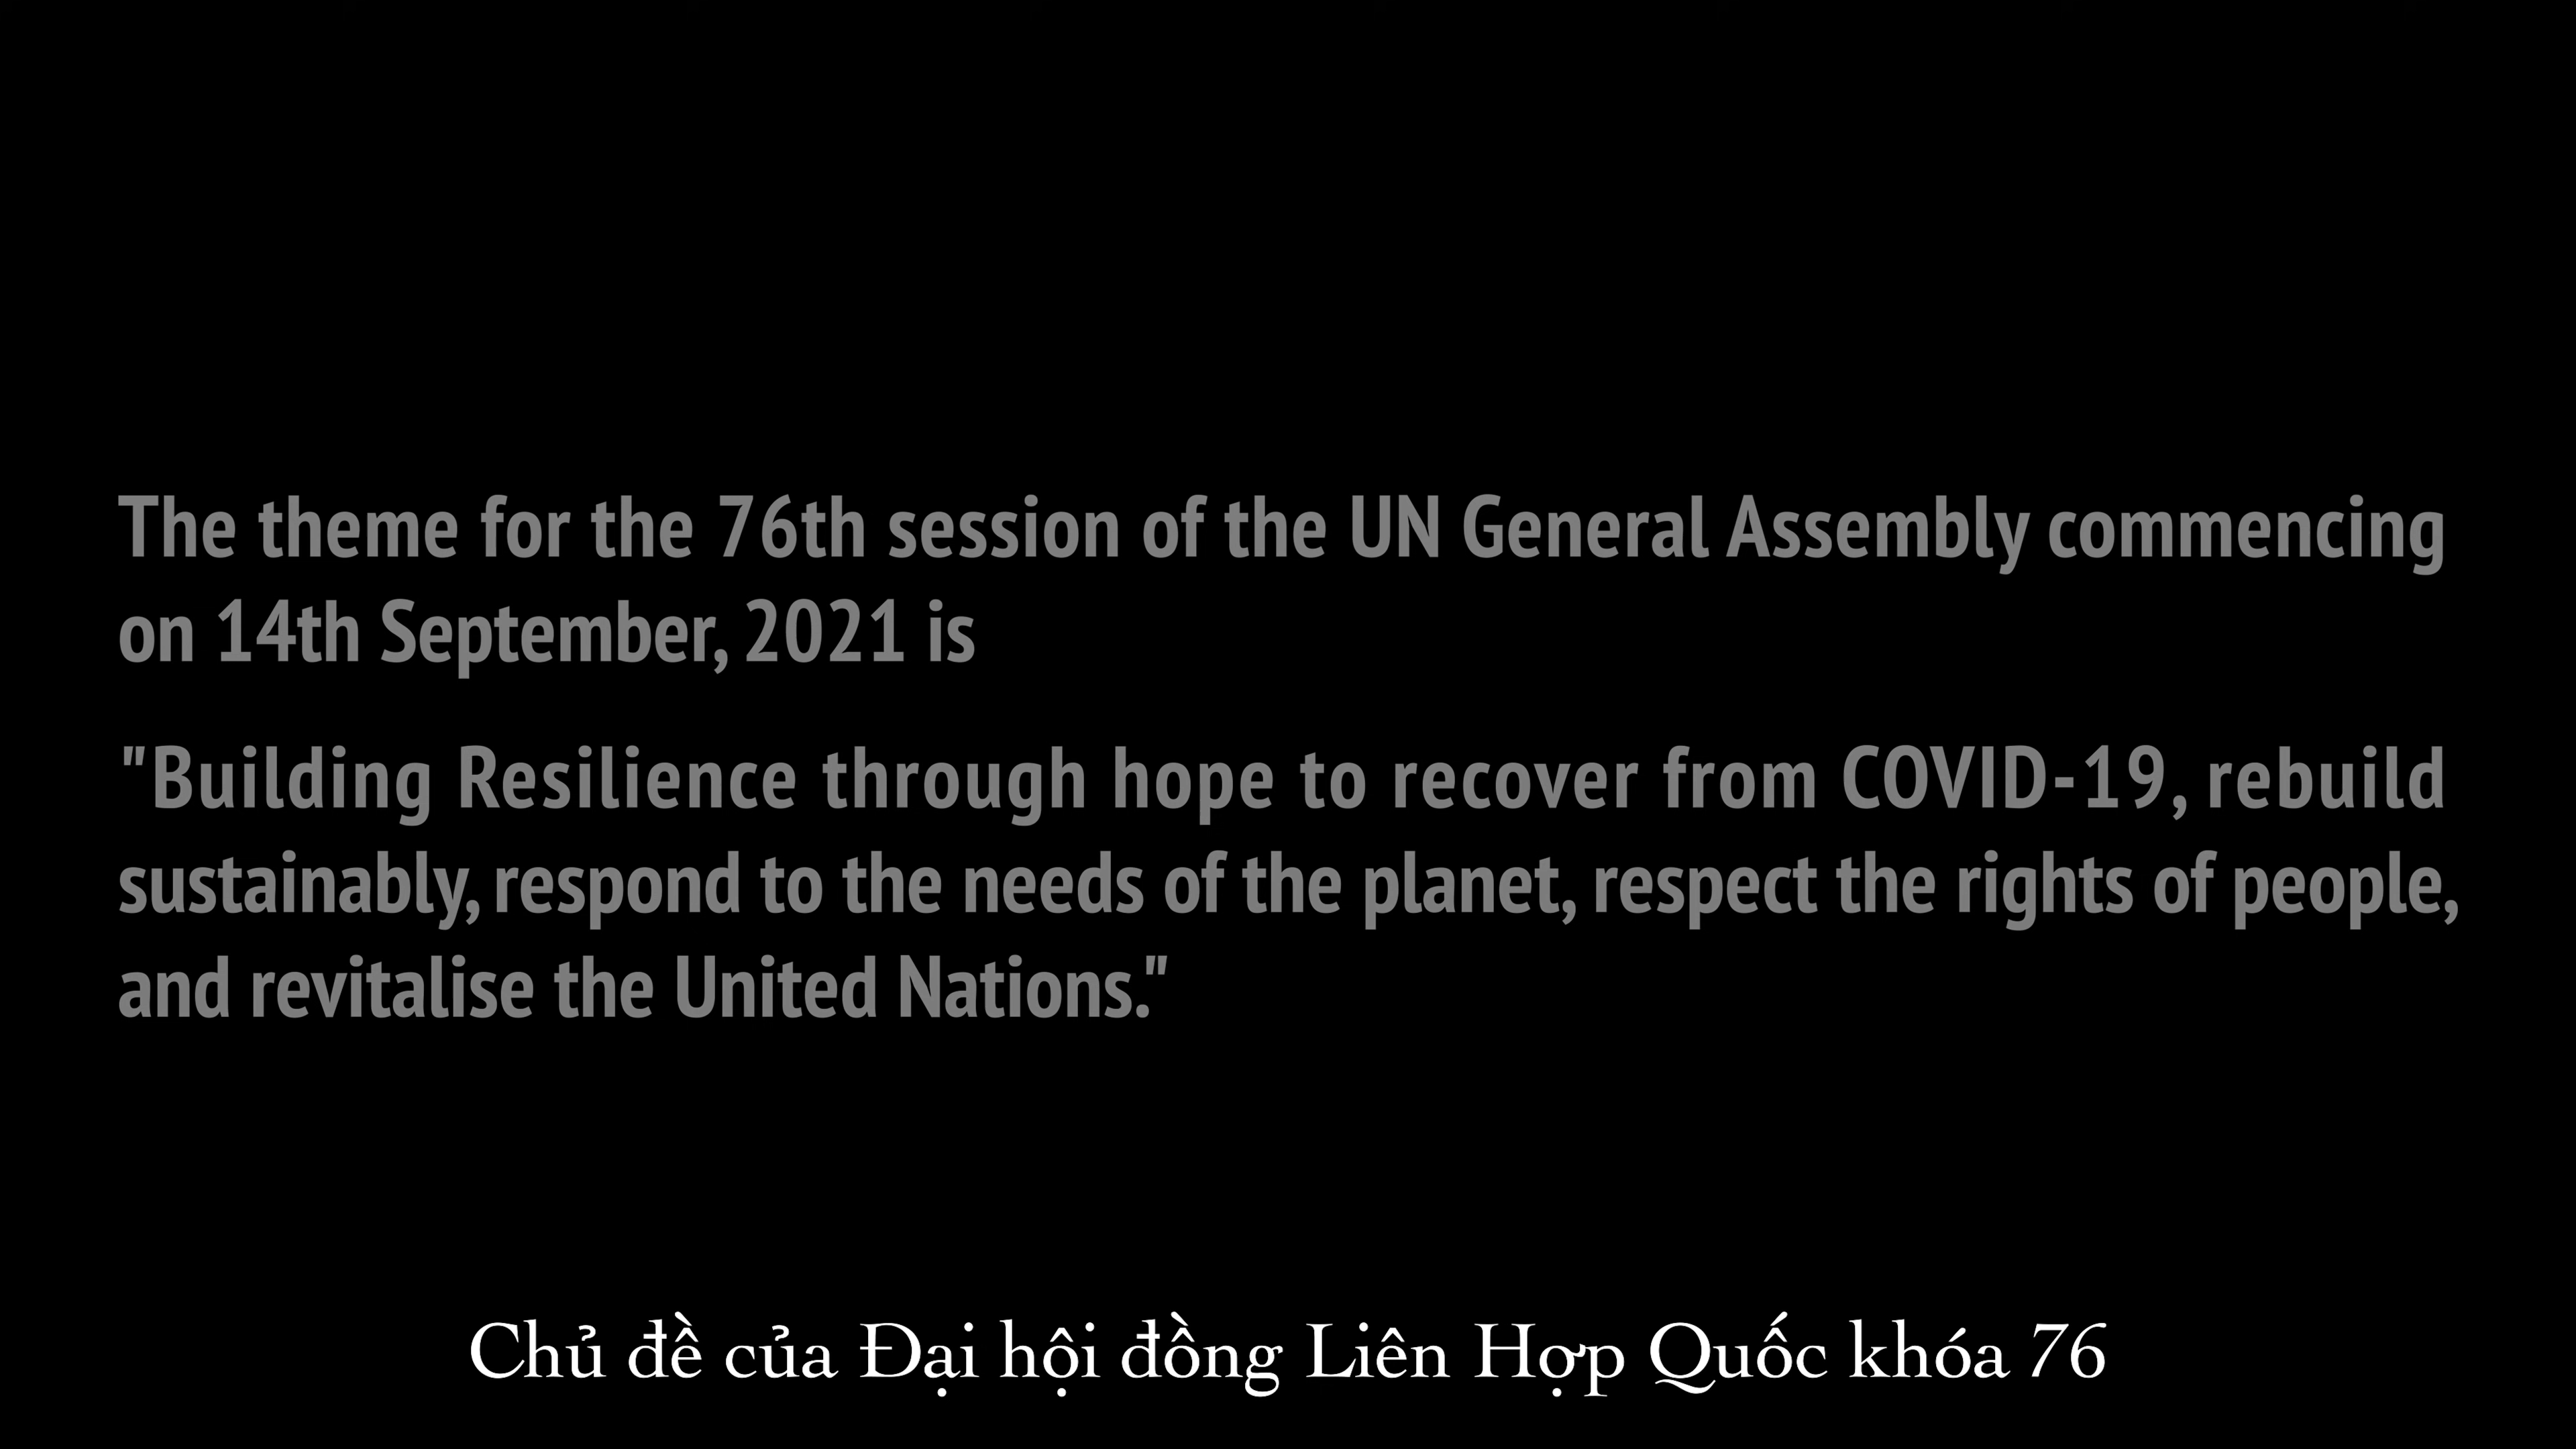 The theme for the 76th session of the UN General Assembly commencing
on 14th September, 2021 is
"Building Resilience through hope to recover from COVID-19, rebuild
sustainably, respond to the needs of the planet, respect the rights of people,
and revitalise the United Nations."
Chủ đề của Đại hội đồng Liên Hợp Quốc khóa 76